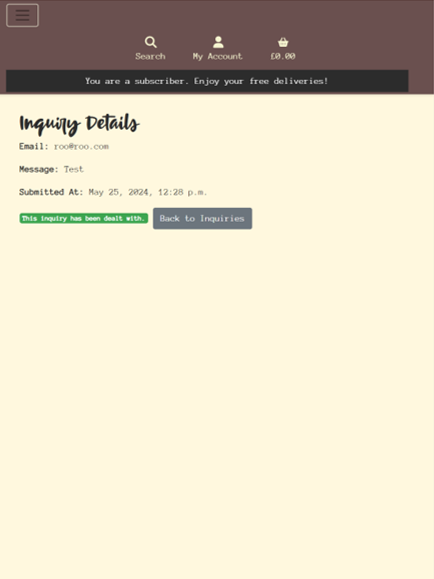 Search My Account £0.00
You are a subscriber. Enjoy your free deliveries!
Inquiry Details
Email: roo@roo.com
Message: Test
Submitted At: May 25, 2024, 12:28 p.m.
This inquiry has been dealt with. Back to Inquiries